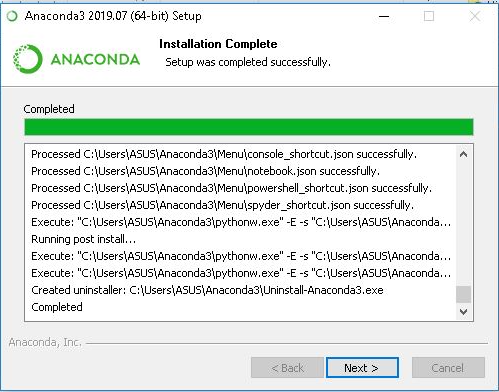 Anaconda3 2019.07 (64-bit) Setup
Installation Complete
Setup was completed successfully.
ANACONDA
Completed
Processed C:\Users\ASUS\Anaconda3\Menu\console_shortcut.json successfully.
Processed C:\Users\ASUS\Anaconda3\Menu\notebook.json successfully.
Processed C:\Users\ASUS\Anaconda3\Menu\powershell_shortcut.json successfully.
Processed C:\Users\ASUS\Anaconda3\Menu\spyder_shortcut.json successfully.
Execute: "C:\Users\ASUS\Anaconda3\pythonw.exe" -E -s "C:\Users\ASUS\Anaconda...
Running post install...
Execute: "C:\Users\ASUS\Anaconda3\pythonw.exe" -E -s "C:\Users\ASUS\Anaconda...
Execute: "C:\Users\ASUS\Anaconda3\pythonw.exe" -E -s "C:\Users\ASUS\Anaconda...
Created uninstaller: C:\Users\ASUS\Anaconda3\Uninstall-Anaconda3.exe
Completed
Anaconda, Inc.
< Back
Next >
Cancel